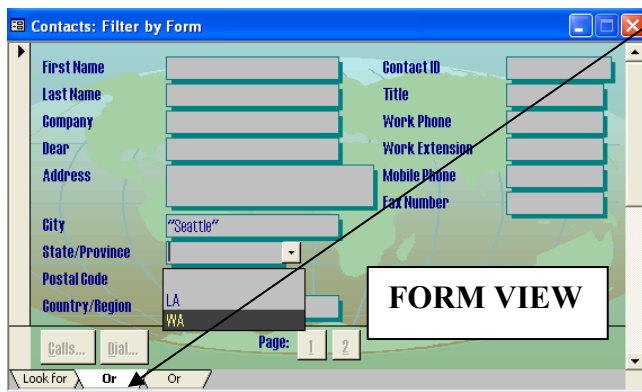 Contacts: Filter by Form
First Name
Contact ID
Last Name
Title
Company
Work Phone
Dear
Work Extension
Address
Mobile Phone
Fax Number
City
"Seattle"
State/Province
Postal Code
LA
WA
Country/Region
FORM VIEW
Calls...
Dial...
Page:
1
2
Look for
Or
Or